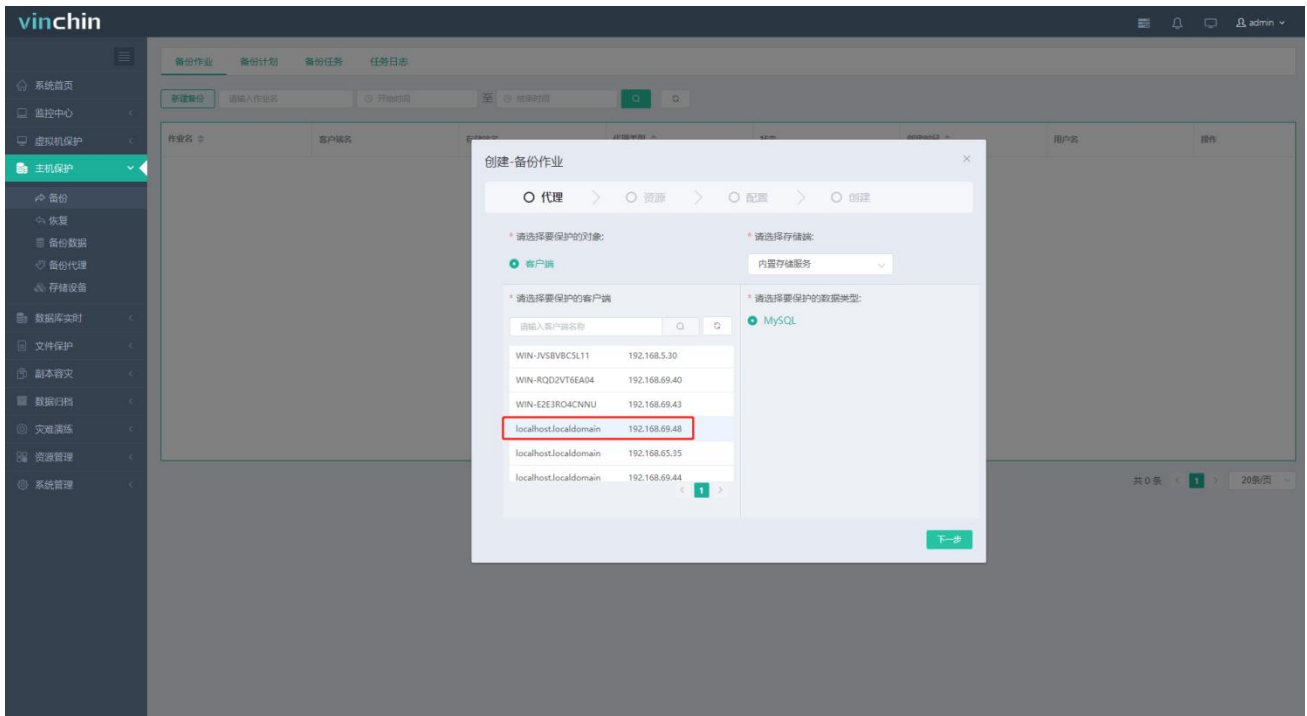 vinchin
admin
系统首页
监控中心
虚拟机保护
主机保护
备份
恢复
备份数据
备份代理
存储设备
数据库实时
文件保护
副本容灾
数据归档
灾难演练
资源管理
系统管理
备份作业 备份计划 备份任务 任务日志
新建备份 请输入作业名 开始时间 至 结束时间
作业名 客户端名 用户名 操作
创建-备份作业
代理 资源 配置 创建
* 请选择要保护的对象: * 请选择存储端:
客户端 内置存储服务
* 请选择要保护的客户端 * 请选择要保护的数据类型:
请输入客户端名称 MySQL
WIN-JVSBVBC5L11 192.168.5.30
WIN-RQD2VT6EA04 192.168.69.40
WIN-E2E3RO4CNNU 192.168.69.43
localhost.localdomain 192.168.69.48
localhost.localdomain 192.168.65.35
localhost.localdomain 192.168.69.44
1
下一步
共 0 条 1 20条/页